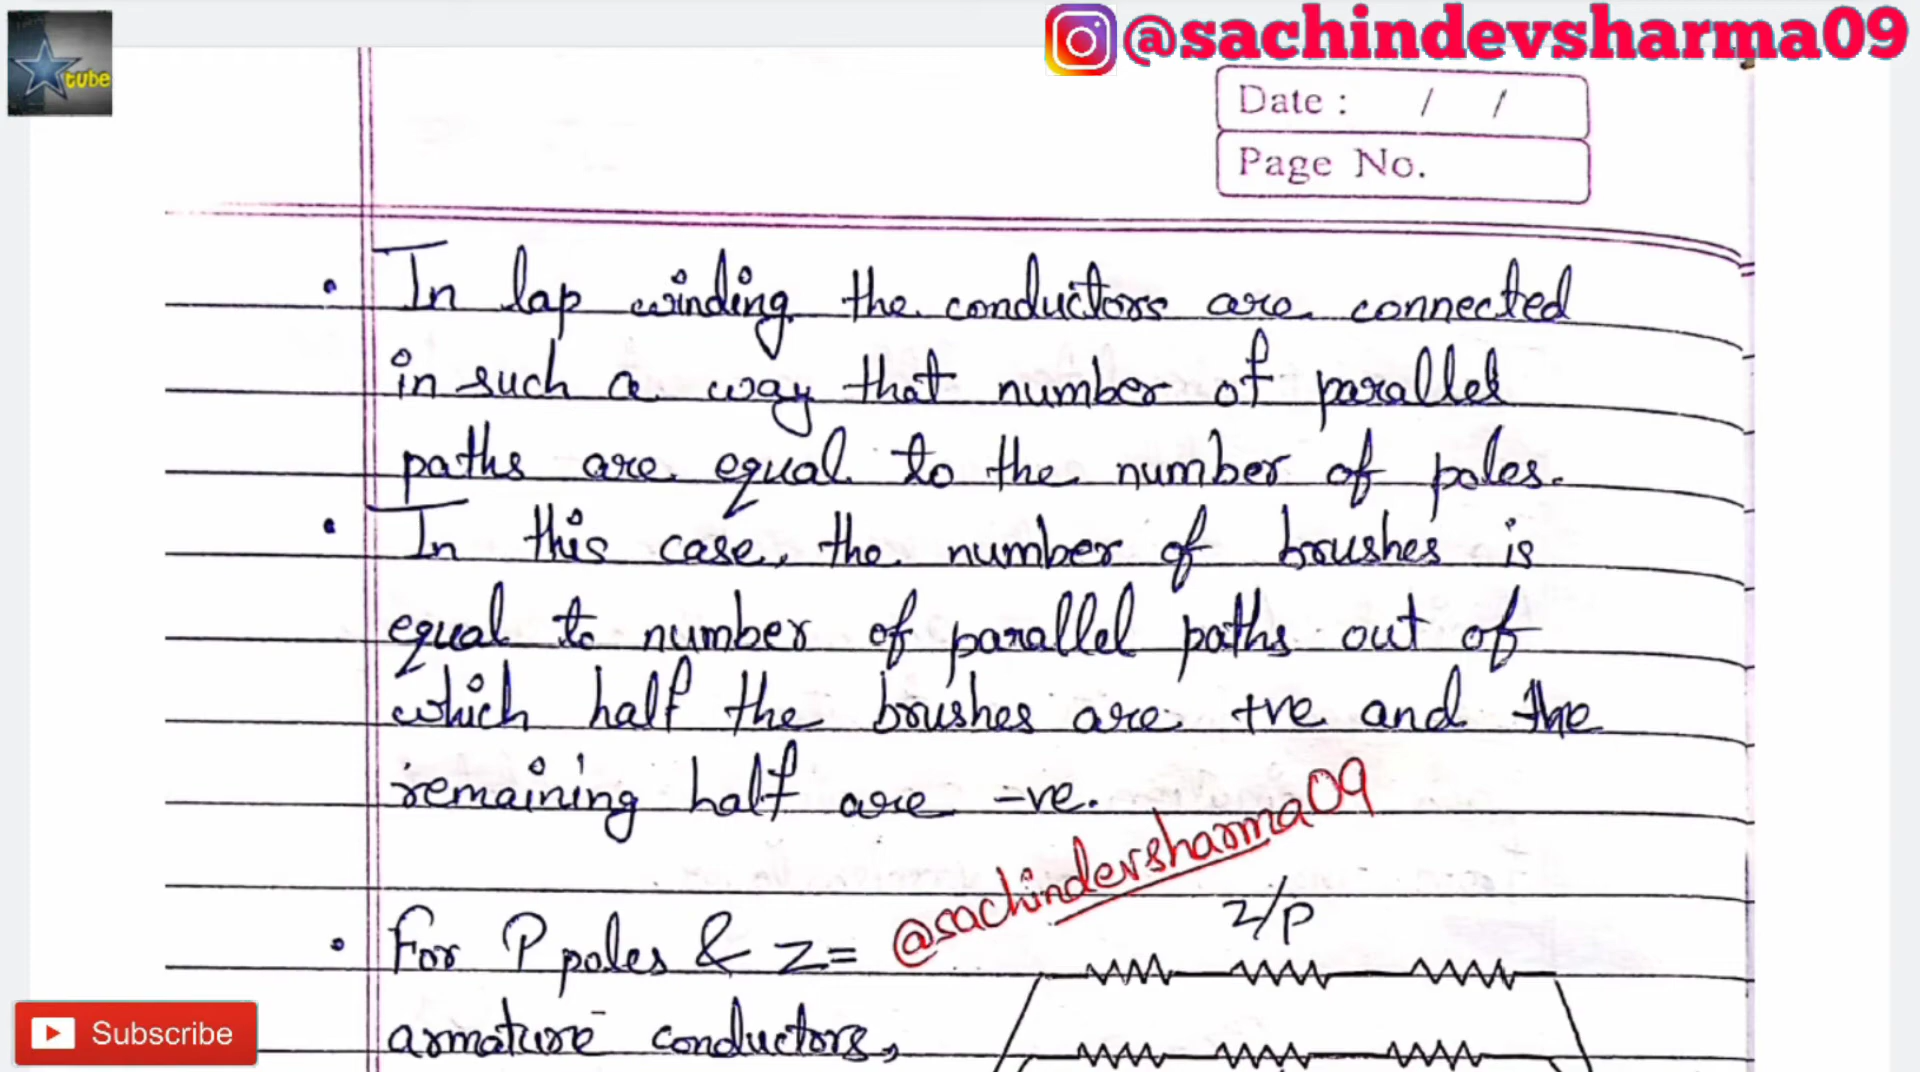 tube
@sachindevsharma09
Date : / /
Page No.
• In lap winding the conductors are connected
in such a way that number of parallel
paths are equal to the number of poles.
• In this case, the number of brushes is
equal to number of parallel paths out of
which half the brushes are +ve and the
remaining half are -ve.
@sachindevsharma09
Z/P
• For P poles & Z=
armature conductors,
Subscribe